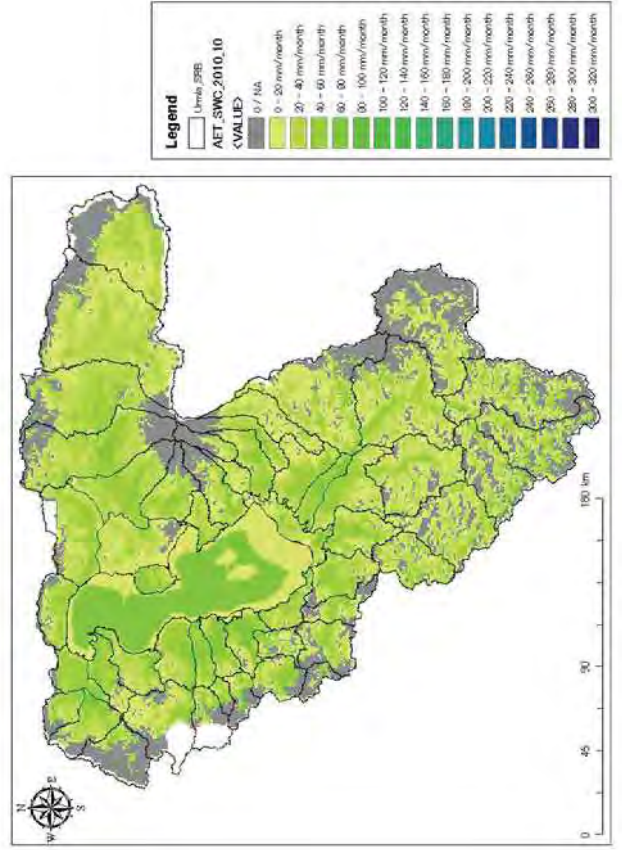 Legend
Urmia_SRB
AET_SWC_2010_10
<VALUE>
0 / NA
0 - 20 mm/month
20 - 40 mm/month
40 - 60 mm/month
60 - 80 mm/month
80 - 100 mm/month
100 - 120 mm/month
120 - 140 mm/month
140 - 160 mm/month
160 - 180 mm/month
180 - 200 mm/month
200 - 220 mm/month
220 - 240 mm/month
240 - 260 mm/month
260 - 280 mm/month
280 - 300 mm/month
300 - 320 mm/month
N
W E
S
0 45 90 180 km